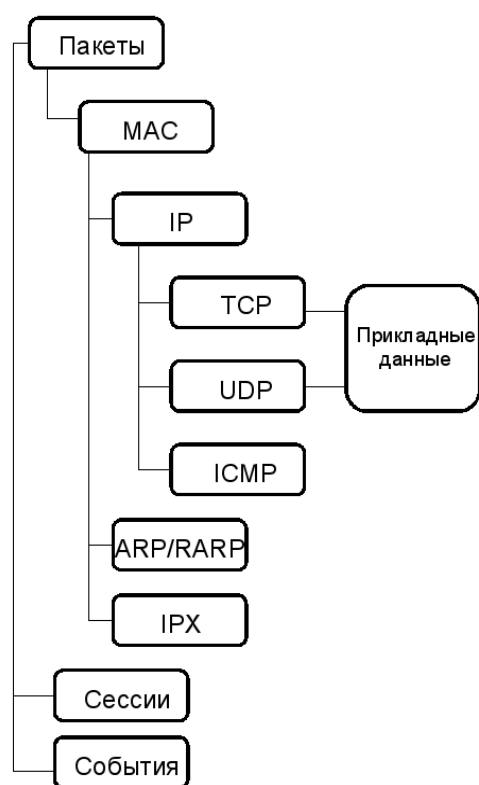 Пакеты
MAC
IP
TCP
Прикладные
данные
UDP
ICMP
ARP/RARP
IPX
Сессии
События